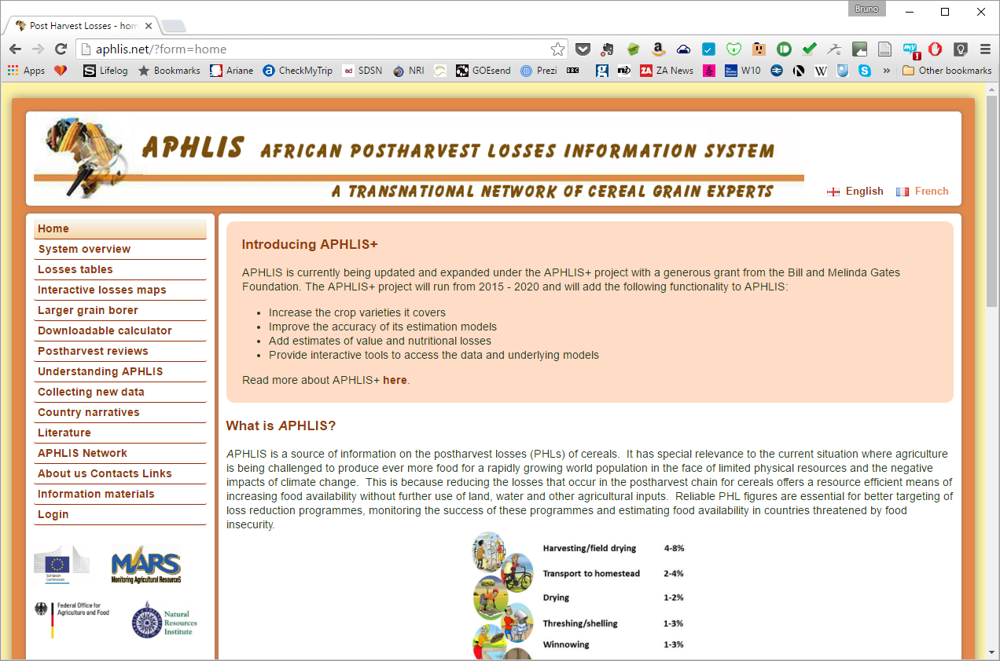 Bruno
Post Harvest Losses - hom
aphlis.net/?form=home
Apps Lifelog Bookmarks Ariane CheckMyTrip SDSN NRI GOEsend Prezi BBC ZA News W10 Other bookmarks
APHLIS AFRICAN POSTHARVEST LOSSES INFORMATION SYSTEM
A TRANSNATIONAL NETWORK OF CEREAL GRAIN EXPERTS
English French
Home
System overview
Losses tables
Interactive losses maps
Larger grain borer
Downloadable calculator
Postharvest reviews
Understanding APHLIS
Collecting new data
Country narratives
Literature
APHLIS Network
About us Contacts Links
Information materials
Login
European
Commission
MARS
Monitoring Agricultural ResourceS
Federal Office for
Agriculture and Food
Natural
Resources
Institute
Introducing APHLIS+
APHLIS is currently being updated and expanded under the APHLIS+ project with a generous grant from the Bill and Melinda Gates
Foundation. The APHLIS+ project will run from 2015 - 2020 and will add the following functionality to APHLIS:
• Increase the crop varieties it covers
• Improve the accuracy of its estimation models
• Add estimates of value and nutritional losses
• Provide interactive tools to access the data and underlying models
Read more about APHLIS+ here.
What is APHLIS?
APHLIS is a source of information on the postharvest losses (PHLs) of cereals. It has special relevance to the current situation where agriculture
is being challenged to produce ever more food for a rapidly growing world population in the face of limited physical resources and the negative
impacts of climate change. This is because reducing the losses that occur in the postharvest chain for cereals offers a resource efficient means of
increasing food availability without further use of land, water and other agricultural inputs. Reliable PHL figures are essential for better targeting of
loss reduction programmes, monitoring the success of these programmes and estimating food availability in countries threatened by food
insecurity.
Harvesting/field drying 4-8%
Transport to homestead 2-4%
Drying 1-2%
Threshing/shelling 1-3%
Winnowing 1-3%